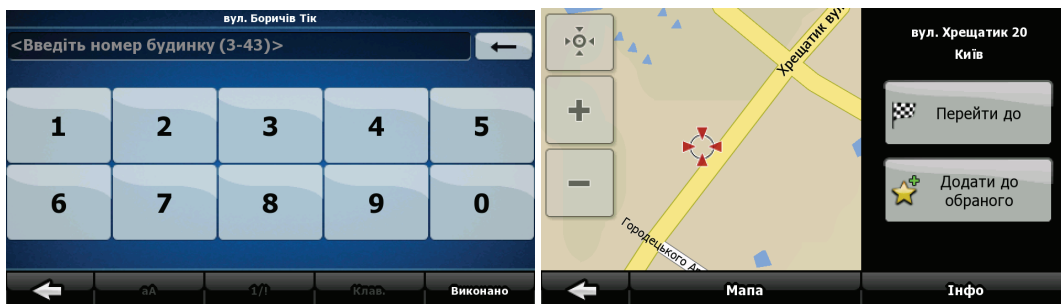 вул. Боричів Тік
<Введіть номер будинку (3-43)>
1 2 3 4 5
6 7 8 9 0
аА 1/! Клав. Виконано
Хрещатик вул
Городецького Ар
вул. Хрещатик 20
Київ
Перейти до
Додати до
обраного
Мапа Інфо